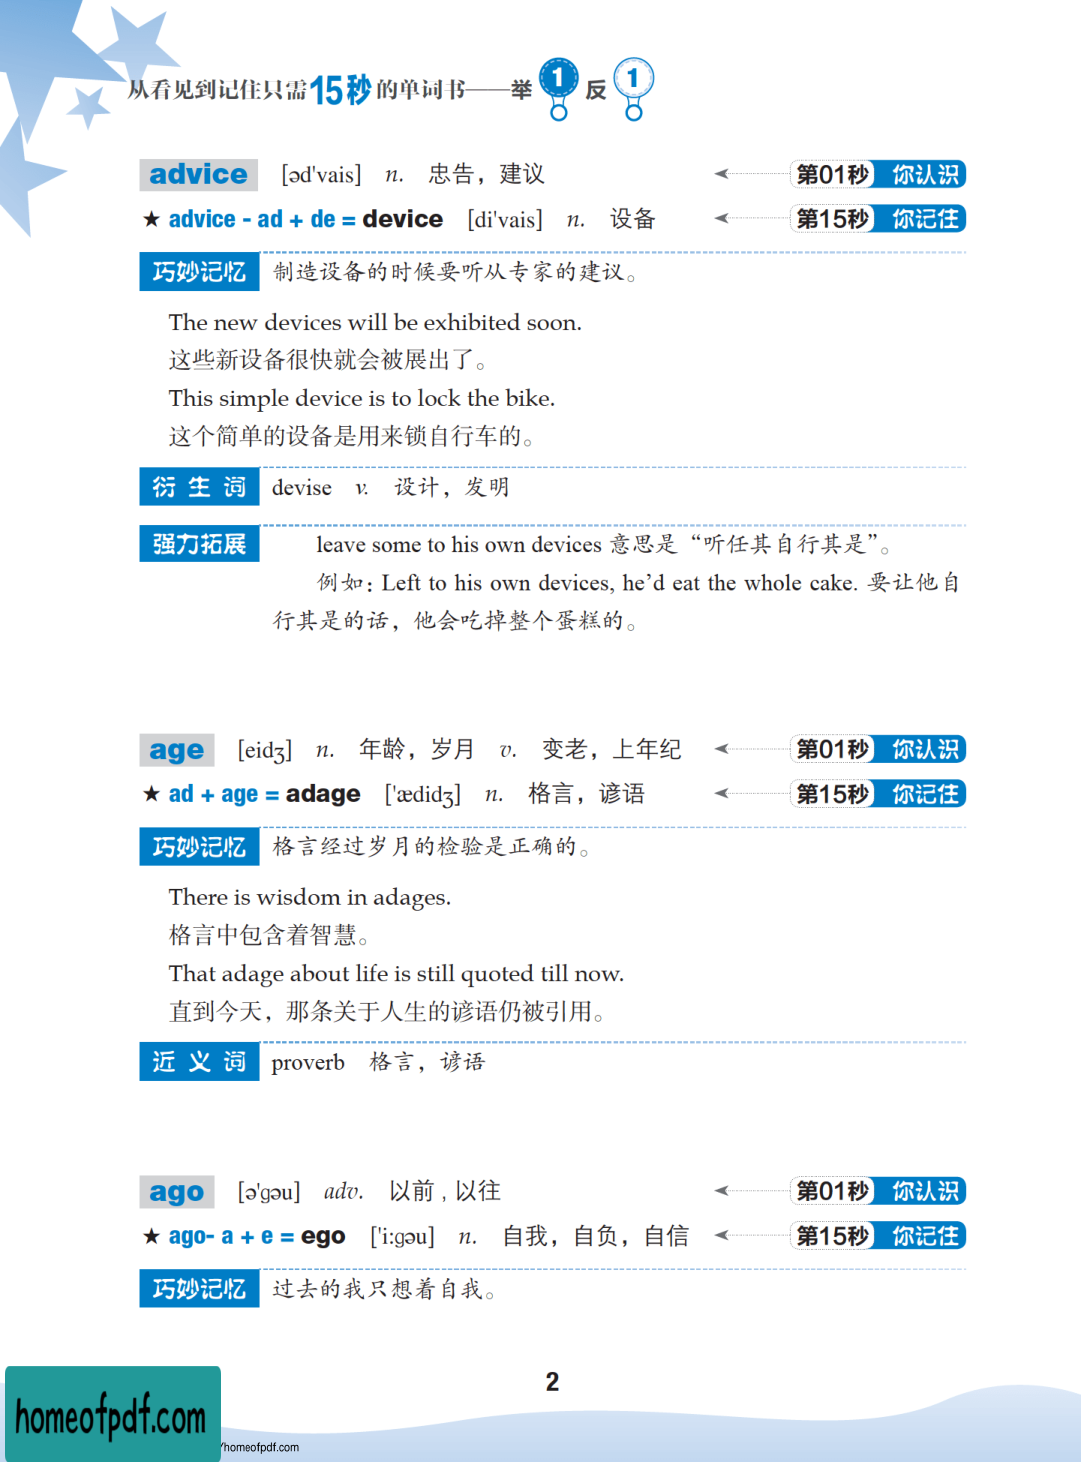 从看见到记住只需15秒的单词书——举1反1
advice [əd'vais] n. 忠告，建议 第01秒 你认识
★ advice - ad + de = device [di'vais] n. 设备 第15秒 你记住
巧妙记忆 制造设备的时候要听从专家的建议。
The new devices will be exhibited soon.
这些新设备很快就会被展出了。
This simple device is to lock the bike.
这个简单的设备是用来锁自行车的。
衍生词 devise v. 设计，发明
强力拓展 leave some to his own devices 意思是“听任其自行其是”。
例如：Left to his own devices, he’d eat the whole cake. 要让他自
行其是的话，他会吃掉整个蛋糕的。
age [eidʒ] n. 年龄，岁月 v. 变老，上年纪 第01秒 你认识
★ ad + age = adage ['ædidʒ] n. 格言，谚语 第15秒 你记住
巧妙记忆 格言经过岁月的检验是正确的。
There is wisdom in adages.
格言中包含着智慧。
That adage about life is still quoted till now.
直到今天，那条关于人生的谚语仍被引用。
近义词 proverb 格言，谚语
ago [ə'gəu] adv. 以前，以往 第01秒 你认识
★ ago- a + e = ego ['i:gəu] n. 自我，自负，自信 第15秒 你记住
巧妙记忆 过去的我只想着自我。
2
homeofpdf.com
/homeofpdf.com